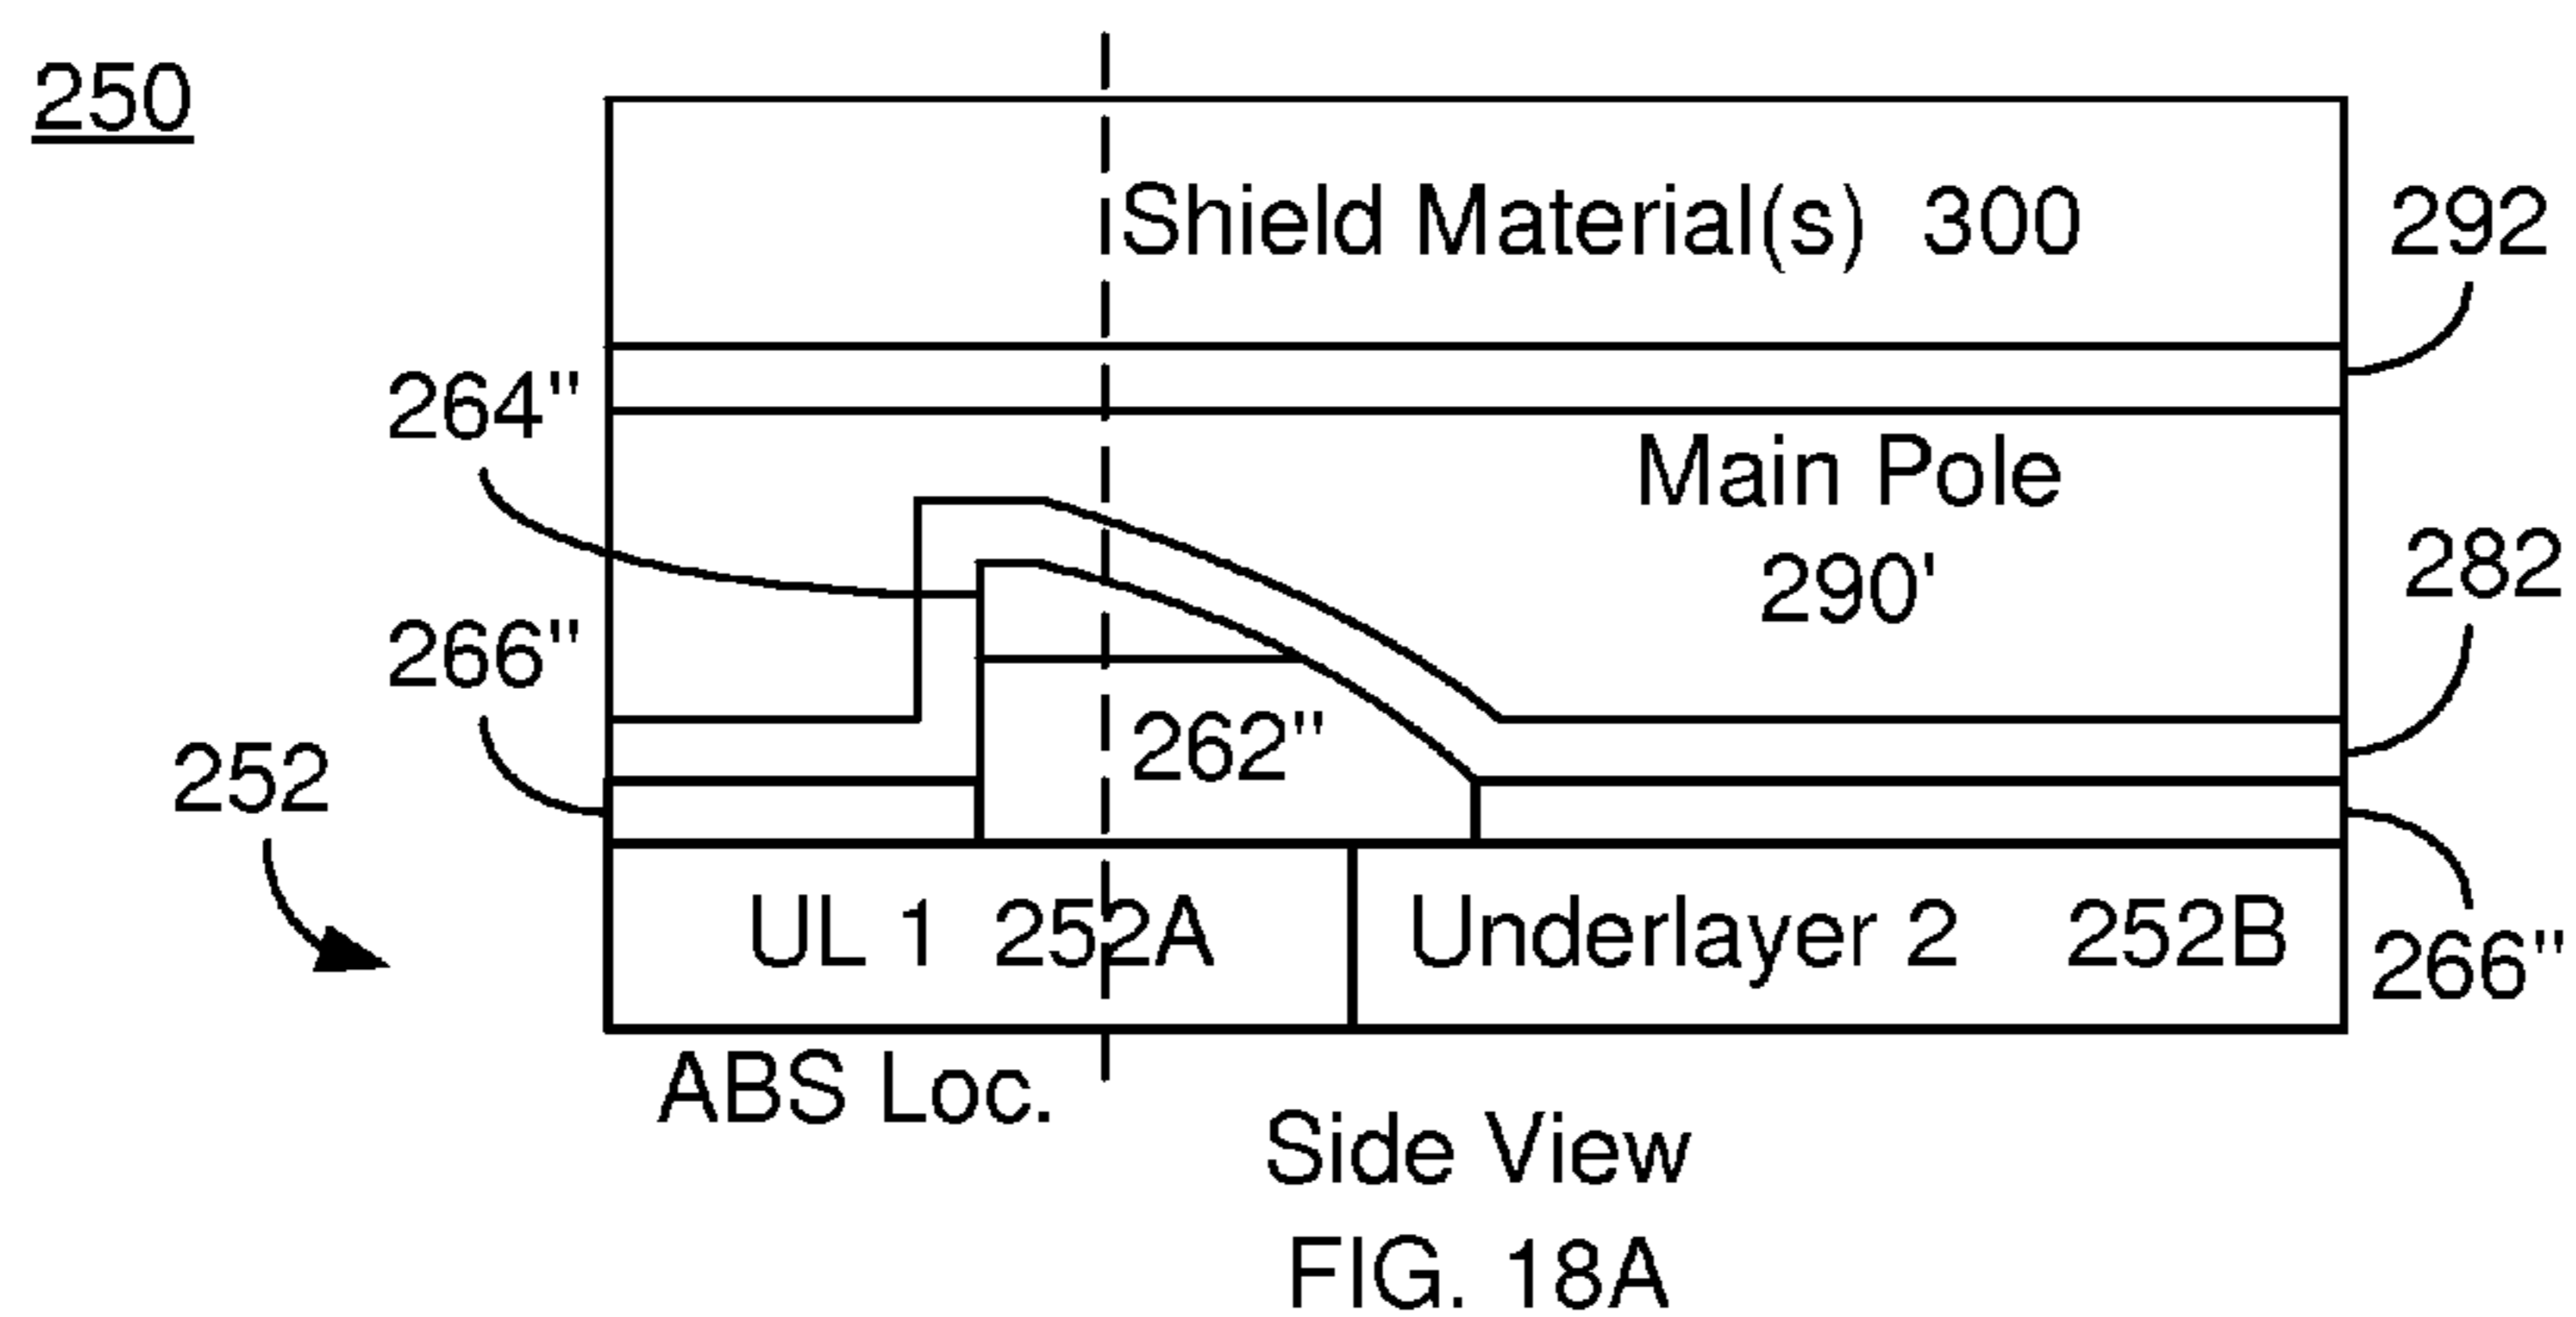 250
Shield Material(s) 300
292
264"
Main Pole
290'
282
266"
262"
252
UL 1 252A
Underlayer 2 252B
266"
ABS Loc.
Side View
FIG. 18A